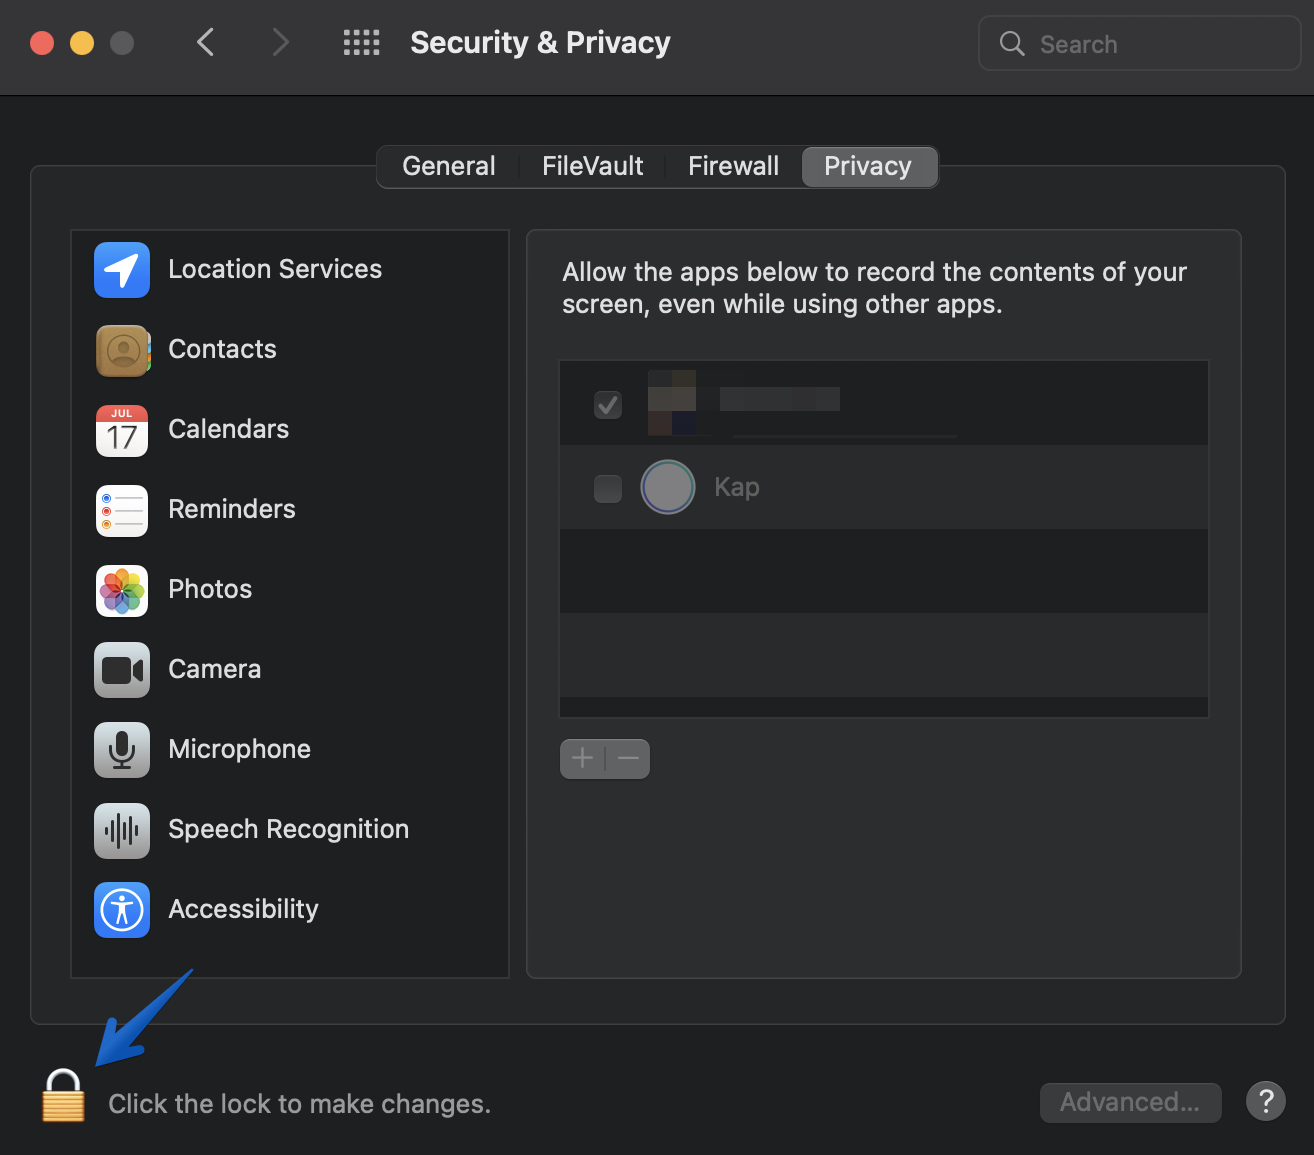 Security & Privacy
Search
General
FileVault
Firewall
Privacy
Location Services
Contacts
JUL
17
Calendars
Reminders
Photos
Camera
Microphone
Speech Recognition
Accessibility
Allow the apps below to record the contents of your
screen, even while using other apps.
Kap
Click the lock to make changes.
Advanced...
?